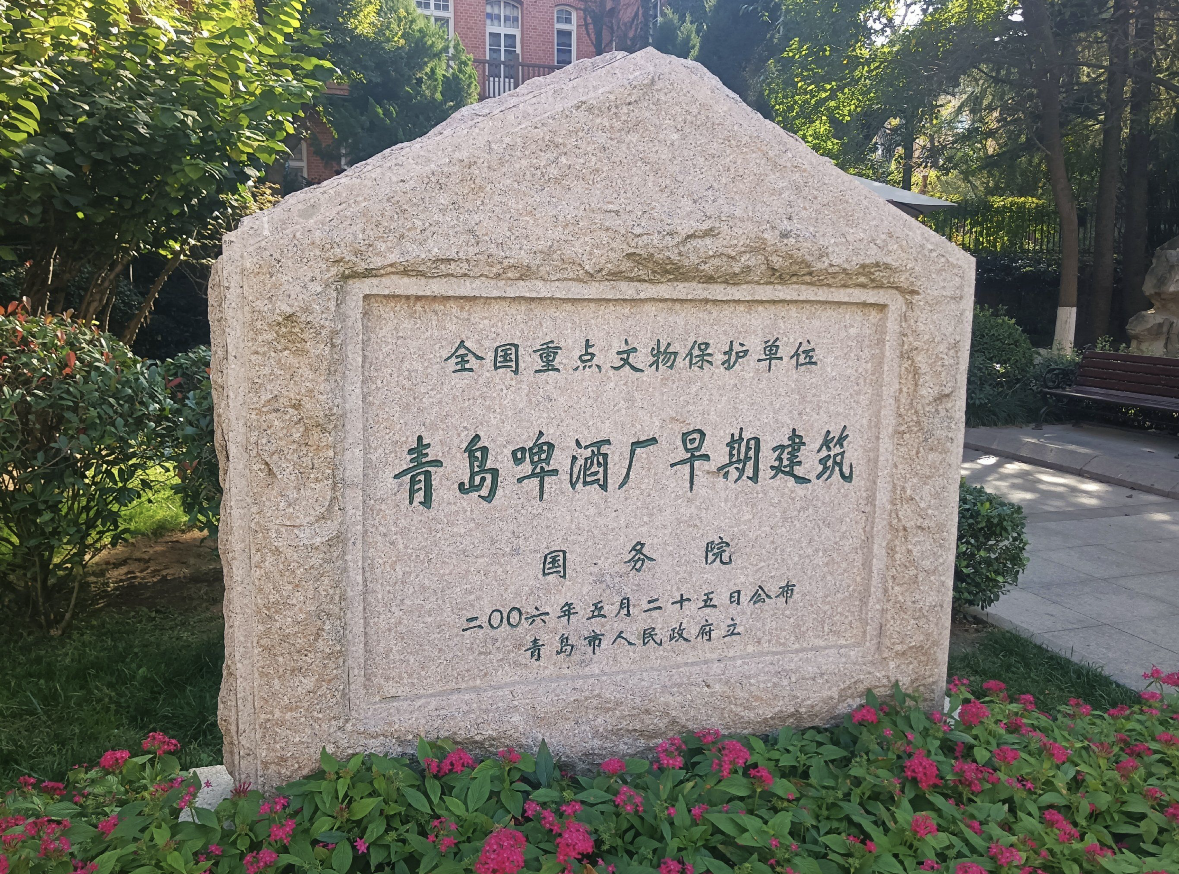 全国重点文物保护单位
青岛啤酒厂早期建筑
国务院
二〇〇六年五月二十五日公布
青岛市人民政府立